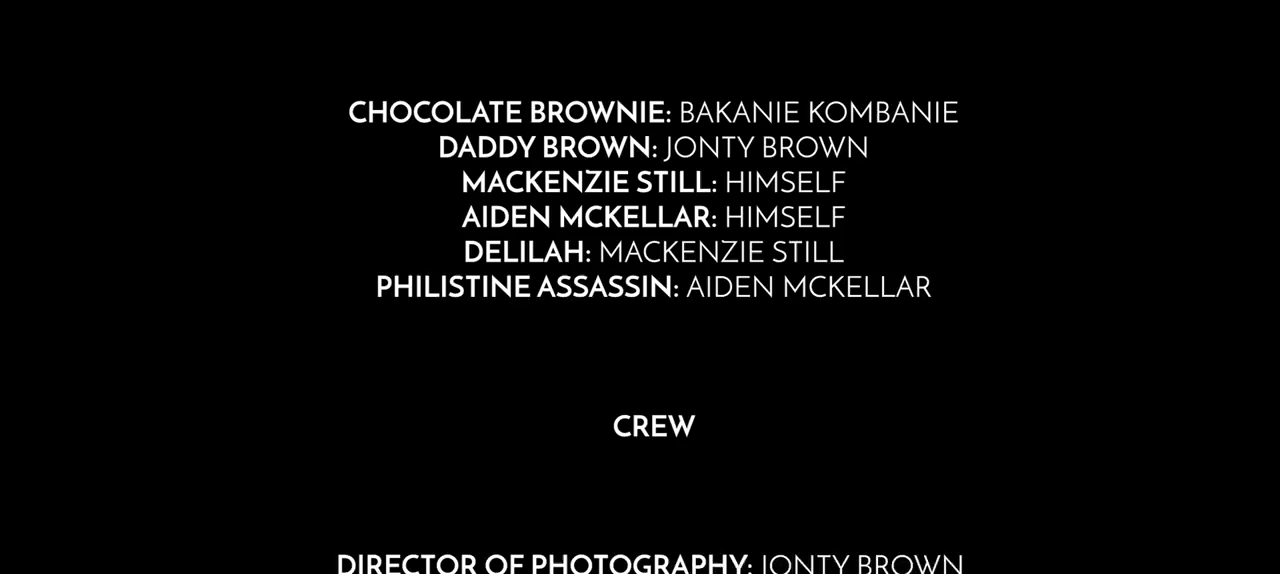 CHOCOLATE BROWNIE: BAKANIE KOMBANIE
DADDY BROWN: JONTY BROWN
MACKENZIE STILL: HIMSELF
AIDEN MCKELLAR: HIMSELF
DELILAH: MACKENZIE STILL
PHILISTINE ASSASSIN: AIDEN MCKELLAR
CREW
DIRECTOR OF PHOTOGRAPHY: JONTY BROWN